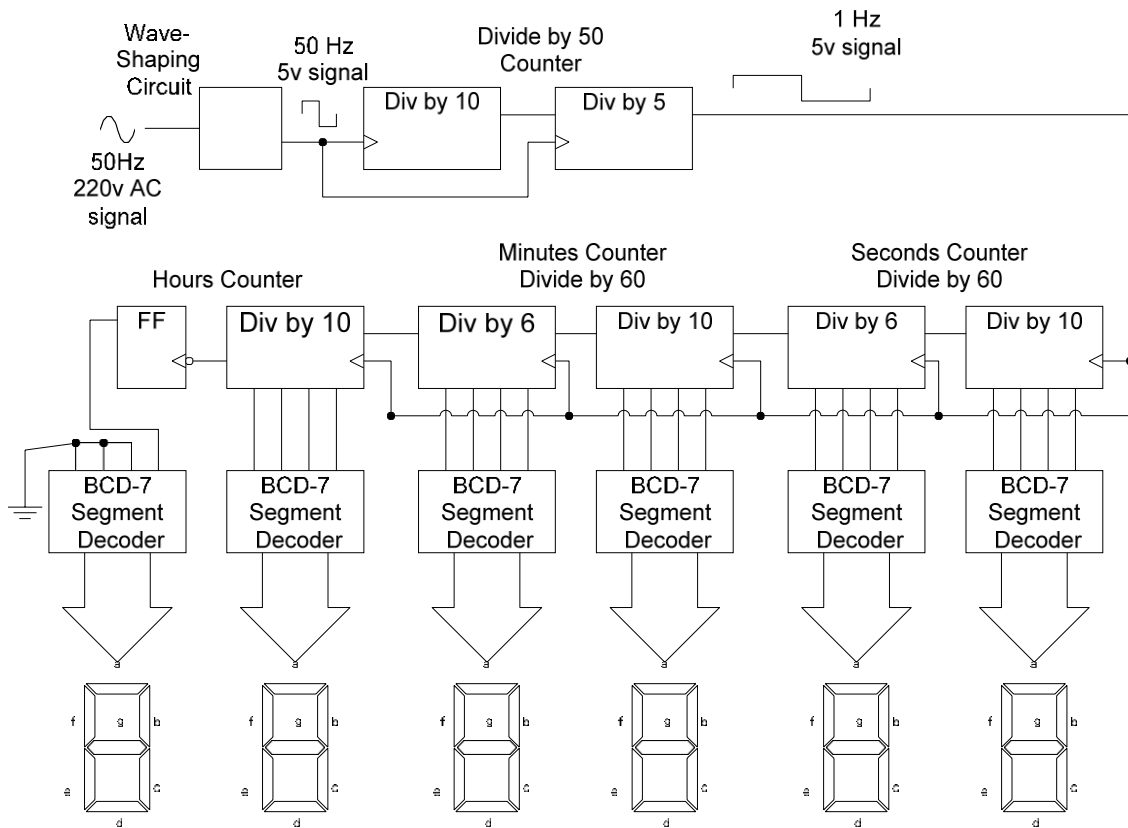 Wave-
Shaping
Circuit
50 Hz
5v signal
Divide by 50
Counter
1 Hz
5v signal
Div by 10
Div by 5
50Hz
220v AC
signal
Hours Counter
Minutes Counter
Divide by 60
Seconds Counter
Divide by 60
FF
Div by 10
Div by 6
Div by 10
Div by 6
Div by 10
BCD-7
Segment
Decoder
BCD-7
Segment
Decoder
BCD-7
Segment
Decoder
BCD-7
Segment
Decoder
BCD-7
Segment
Decoder
BCD-7
Segment
Decoder
a a a a a a
f g b f g b f g b f g b f g b f g b
e c e c e c e c e c e c
d d d d d d